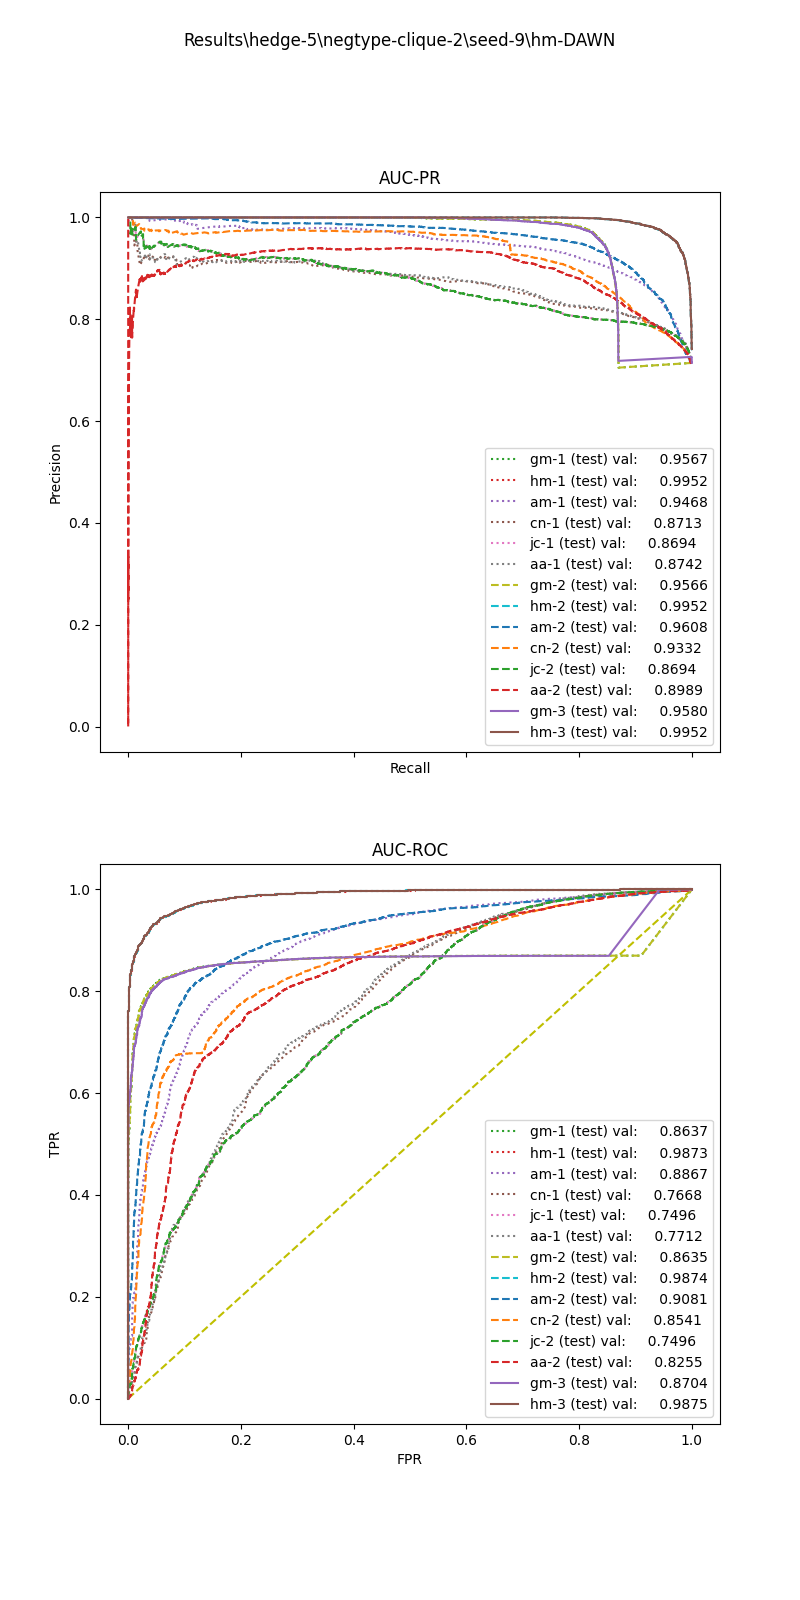 Results\hedge-5\negtype-clique-2\seed-9\hm-DAWN
AUC-PR
1.0
0.8
0.6
0.4
0.2
0.0
Precision
gm-1 (test) val: 0.9567
hm-1 (test) val: 0.9952
am-1 (test) val: 0.9468
cn-1 (test) val: 0.8713
jc-1 (test) val: 0.8694
aa-1 (test) val: 0.8742
gm-2 (test) val: 0.9566
hm-2 (test) val: 0.9952
am-2 (test) val: 0.9608
cn-2 (test) val: 0.9332
jc-2 (test) val: 0.8694
aa-2 (test) val: 0.8989
gm-3 (test) val: 0.9580
hm-3 (test) val: 0.9952
Recall
AUC-ROC
1.0
0.8
0.6
0.4
0.2
0.0
TPR
gm-1 (test) val: 0.8637
hm-1 (test) val: 0.9873
am-1 (test) val: 0.8867
cn-1 (test) val: 0.7668
jc-1 (test) val: 0.7496
aa-1 (test) val: 0.7712
gm-2 (test) val: 0.8635
hm-2 (test) val: 0.9874
am-2 (test) val: 0.9081
cn-2 (test) val: 0.8541
jc-2 (test) val: 0.7496
aa-2 (test) val: 0.8255
gm-3 (test) val: 0.8704
hm-3 (test) val: 0.9875
0.0 0.2 0.4 0.6 0.8 1.0
FPR